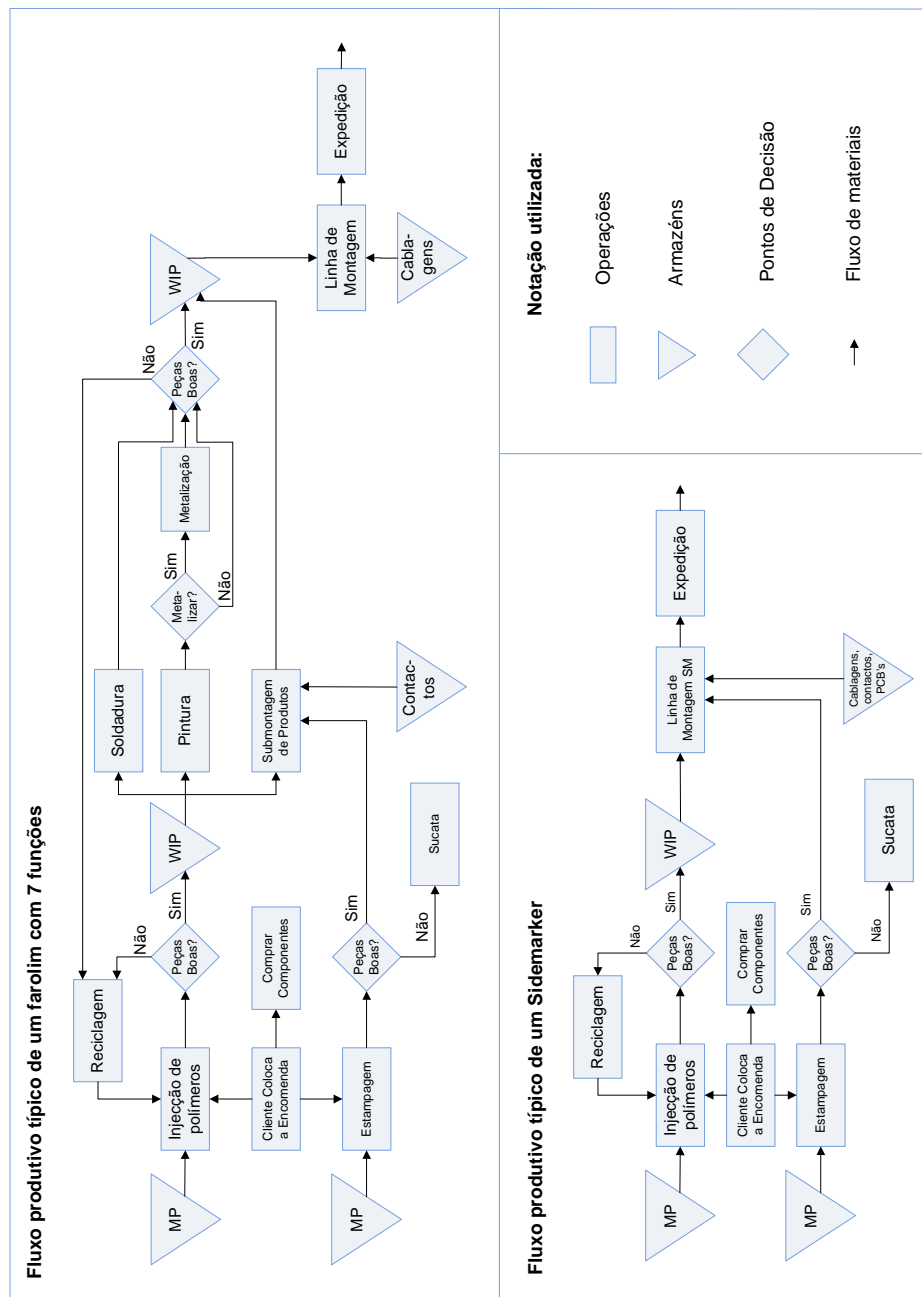 Fluxo produtivo típico de um farolim com 7 funções
MP
Injecção de
polímeros
Reciclagem
Peças
Boas?
Não
Sim
WIP
Cliente Coloca
a Encomenda
Comprar
Componentes
MP
Estampagem
Peças
Boas?
Sim
Não
Sucata
Soldadura
Pintura
Submontagem
de Produtos
Contac-
tos
Meta-
lizar?
Sim
Não
Metalização
Peças
Boas?
Não
Sim
WIP
Linha de
Montagem
Cabla-
gens
Expedição
Fluxo produtivo típico de um Sidemarker
MP
Injecção de
polímeros
Reciclagem
Peças
Boas?
Não
Sim
WIP
Cliente Coloca
a Encomenda
Comprar
Componentes
MP
Estampagem
Peças
Boas?
Sim
Não
Sucata
Linha de
Montagem SM
Cablagens,
contactos,
PCB's
Expedição
Notação utilizada:
Operações
Armazéns
Pontos de Decisão
Fluxo de materiais